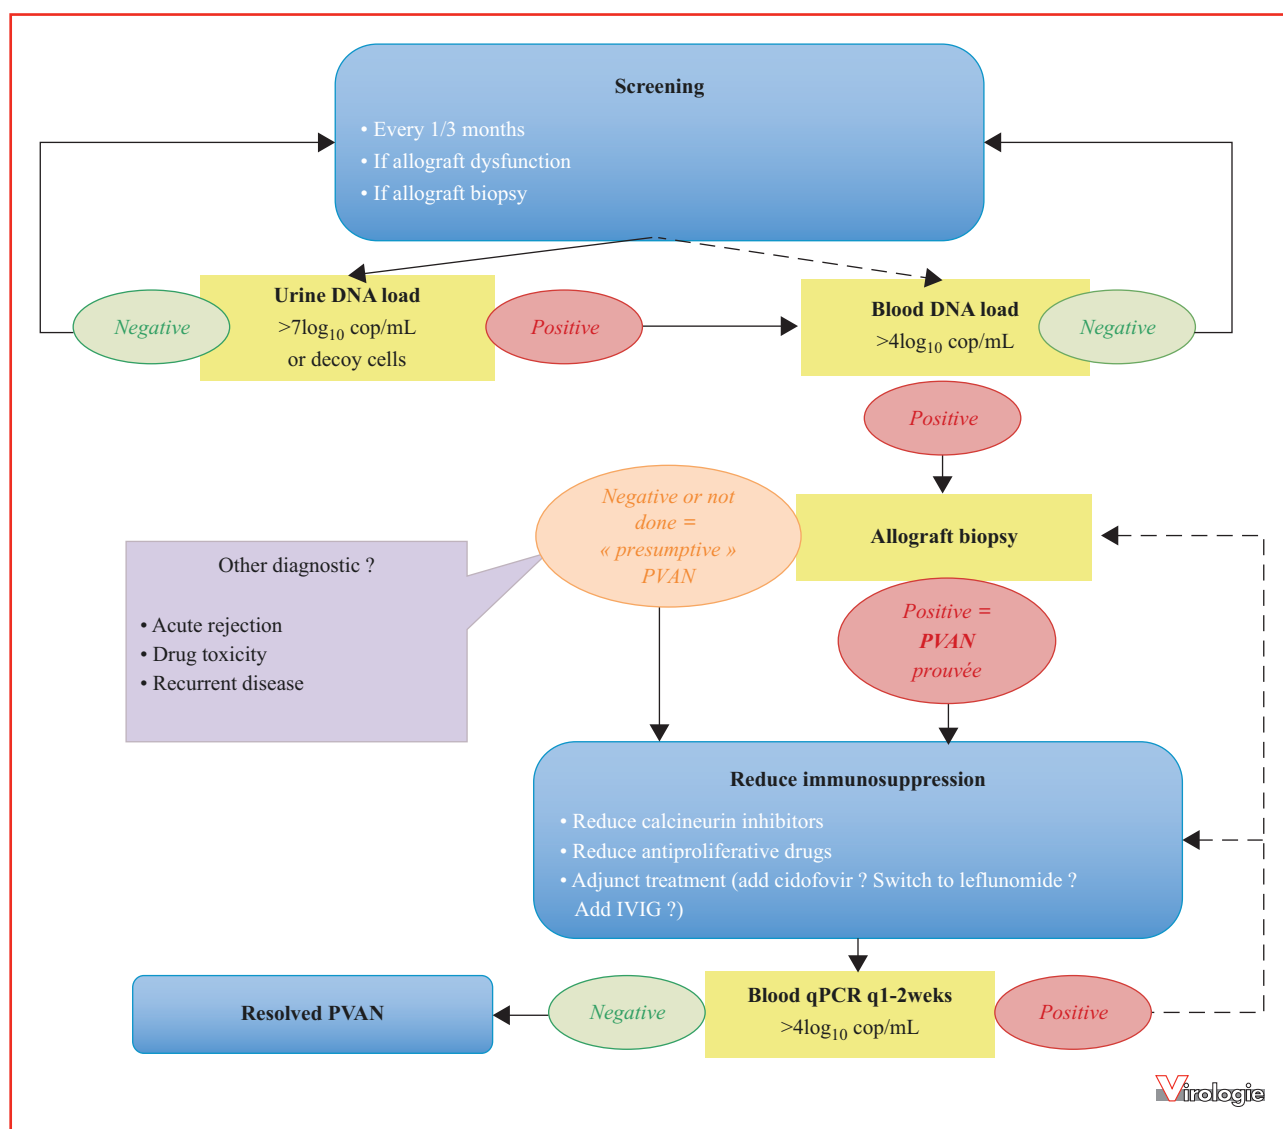 Screening
• Every 1/3 months
• If allograft dysfunction
• If allograft biopsy
Negative
Urine DNA load
>7log10 cop/mL
or decoy cells
Positive
Blood DNA load
>4log10 cop/mL
Negative
Positive
Negative or not
done =
« presumptive »
PVAN
Allograft biopsy
Other diagnostic ?
• Acute rejection
• Drug toxicity
• Recurrent disease
Positive =
PVAN
prouvée
Reduce immunosuppression
• Reduce calcineurin inhibitors
• Reduce antiproliferative drugs
• Adjunct treatment (add cidofovir ? Switch to leflunomide ?
Add IVIG ?)
Resolved PVAN
Negative
Blood qPCR q1-2weks
>4log10 cop/mL
Positive
Virologie